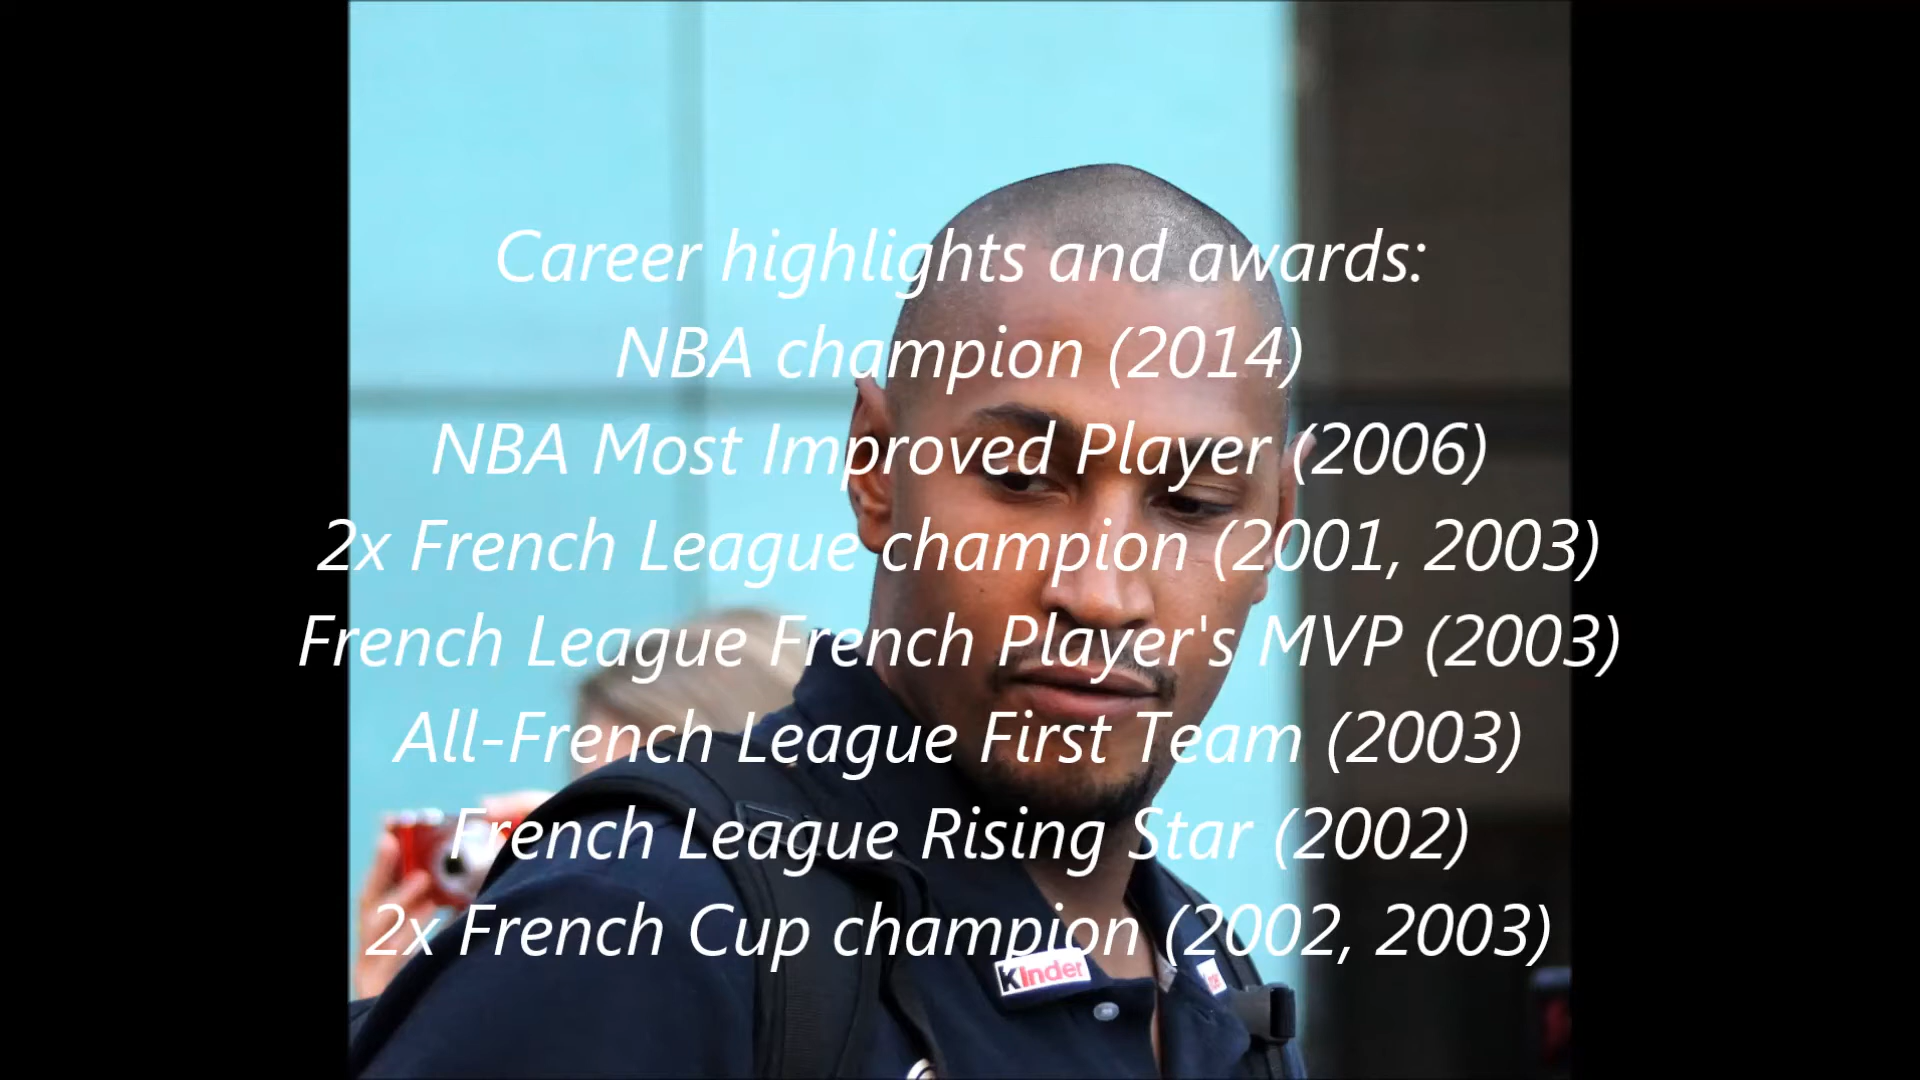 Career highlights and awards:
NBA champion (2014)
NBA Most Improved Player (2006)
2x French League champion (2001, 2003)
French League French Player's MVP (2003)
All-French League First Team (2003)
French League Rising Star (2002)
2x French Cup champion (2002, 2003)
kinder